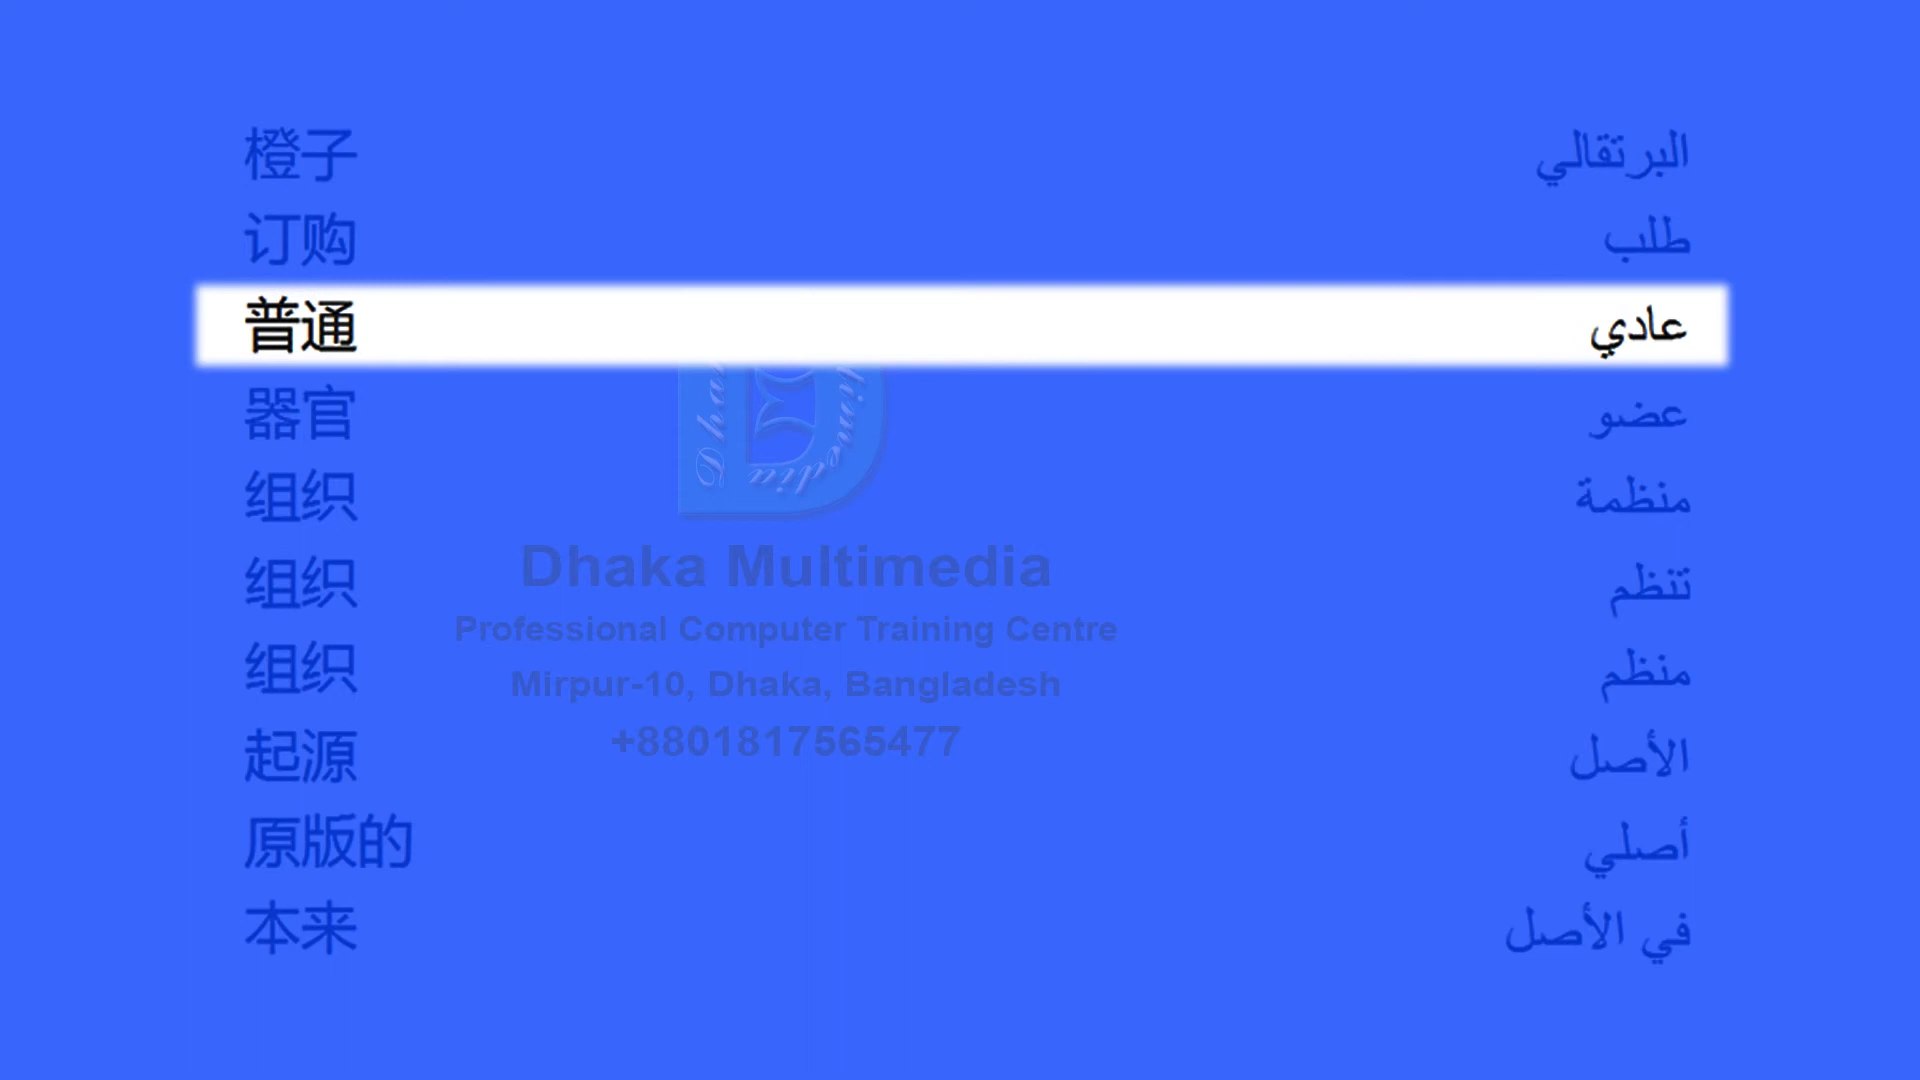 橙子 البرتقالي
订购 طلب
普通 عادي
器官 عضو
组织 منظمة
组织 تنظم
组织 منظم
起源 الأصل
原版的 أصلي
本来 في الأصل
Dhaka Multimedia
Professional Computer Training Centre
Mirpur-10, Dhaka, Bangladesh
+8801817565477